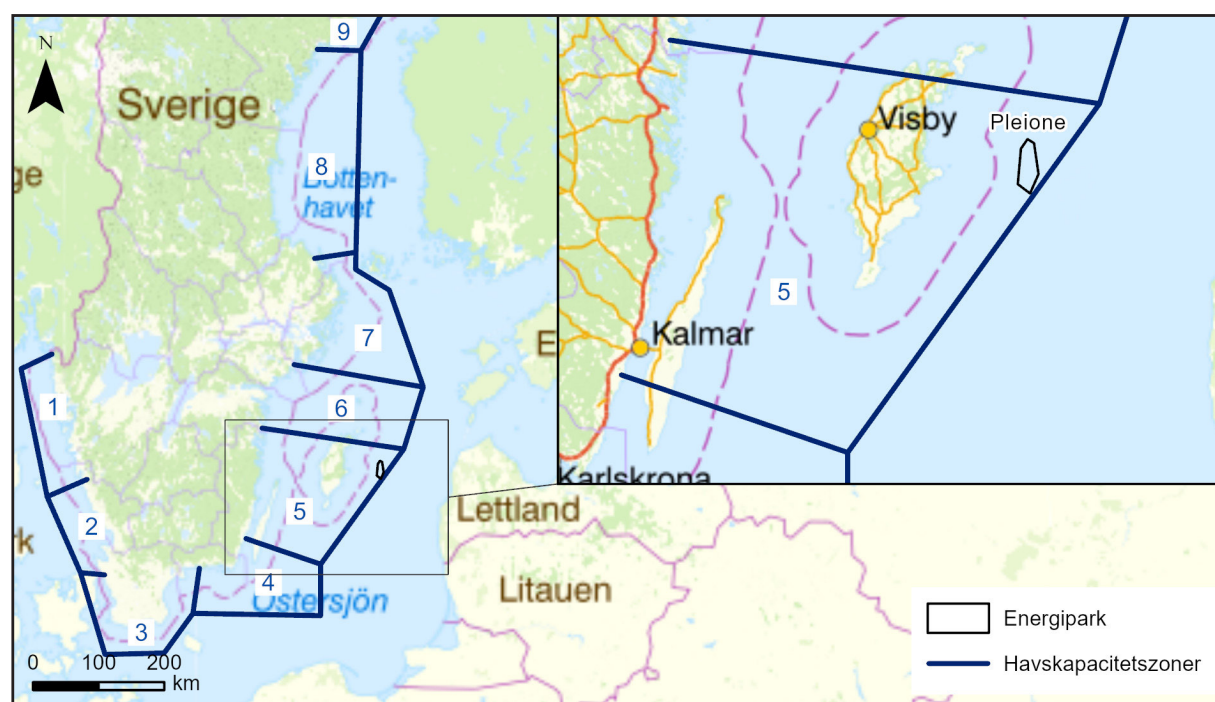 N
Sverige
ge
9
8
Botten-
havet
7
E
1
6
2
5
rk
4
Östersjön
3
Lettland
Litauen
0 100 200
km
Visby
Pleione
5
Kalmar
Karlskrona
Energipark
Havskapacitetszoner